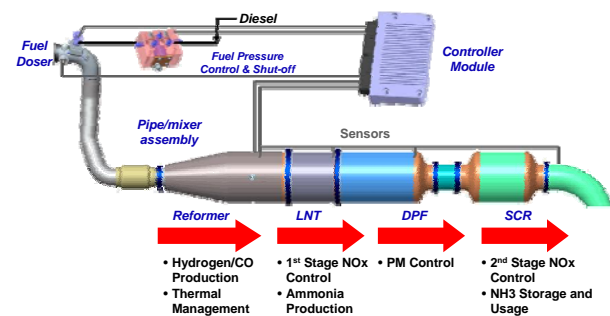 Diesel
Fuel
Doser
Fuel Pressure
Control & Shut-off
Controller
Module
Pipe/mixer
assembly
Sensors
Reformer
LNT
DPF
SCR
• Hydrogen/CO
Production
• Thermal
Management
• 1st Stage NOx
Control
• Ammonia
Production
• PM Control
• 2nd Stage NOx
Control
• NH3 Storage and
Usage